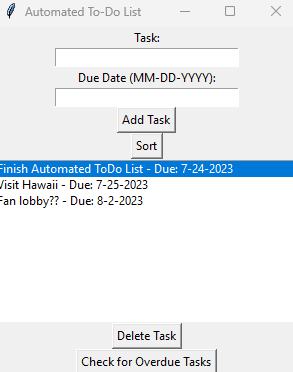 Automated To-Do List
Task:
Due Date (MM-DD-YYYY):
Add Task
Sort
Finish Automated ToDo List - Due: 7-24-2023
Visit Hawaii - Due: 7-25-2023
Fan lobby?? - Due: 8-2-2023
Delete Task
Check for Overdue Tasks